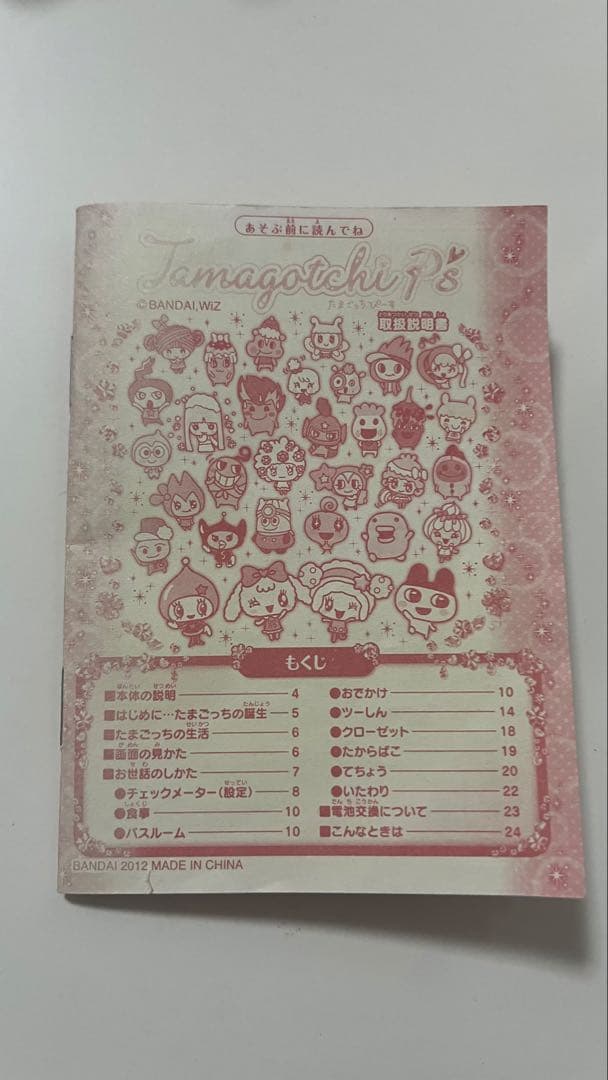 あそぶ前に読んでね
Tamagotchi P's
たまごっちぴーす
©BANDAI,WiZ
取扱説明書
もくじ
■本体の説明 4
■はじめに…たまごっちの誕生 5
■たまごっちの生活 6
■画面の見かた 6
■お世話のしかた 7
●チェックメーター(設定) 8
●食事 10
●バスルーム 10
●おでかけ 10
●ツーしん 14
●クローゼット 18
●たからばこ 19
●てちょう 20
●いたわり 22
■電池交換について 23
■こんなときは 24
BANDAI 2012 MADE IN CHINA